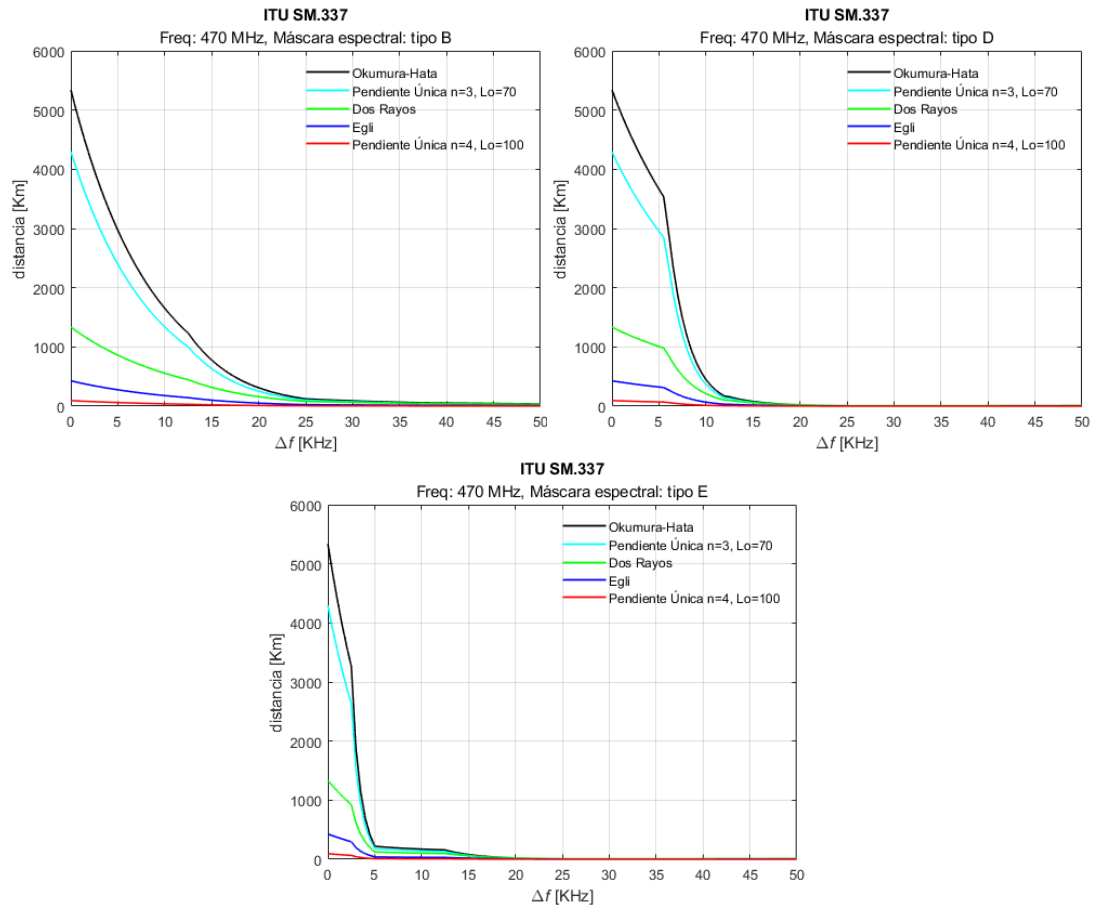 ITU SM.337
Freq: 470 MHz, Máscara espectral: tipo B
6000
5000
4000
3000
2000
1000
0
distancia [Km]
Okumura-Hata
Pendiente Única n=3, Lo=70
Dos Rayos
Egli
Pendiente Única n=4, Lo=100
0 5 10 15 20 25 30 35 40 45 50
Δf [KHz]
ITU SM.337
Freq: 470 MHz, Máscara espectral: tipo D
6000
5000
4000
3000
2000
1000
0
distancia [Km]
Okumura-Hata
Pendiente Única n=3, Lo=70
Dos Rayos
Egli
Pendiente Única n=4, Lo=100
0 5 10 15 20 25 30 35 40 45 50
Δf [KHz]
ITU SM.337
Freq: 470 MHz, Máscara espectral: tipo E
6000
5000
4000
3000
2000
1000
0
distancia [Km]
Okumura-Hata
Pendiente Única n=3, Lo=70
Dos Rayos
Egli
Pendiente Única n=4, Lo=100
0 5 10 15 20 25 30 35 40 45 50
Δf [KHz]